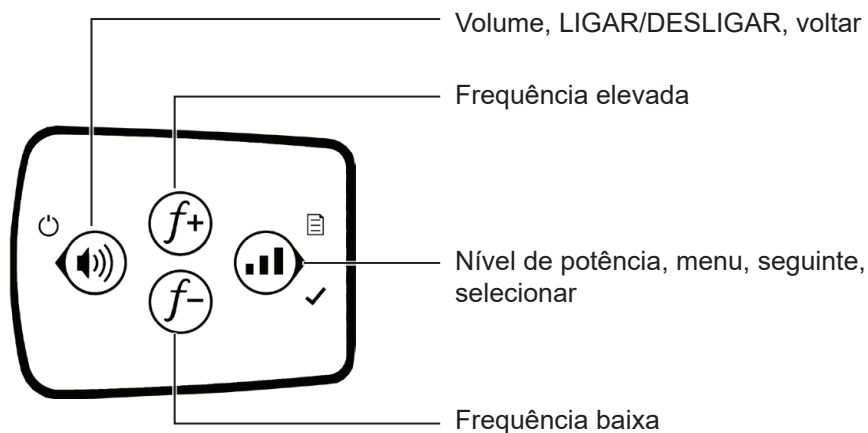 Volume, LIGAR/DESLIGAR, voltar
Frequência elevada
f+
f−
Nível de potência, menu, seguinte,
selecionar
Frequência baixa